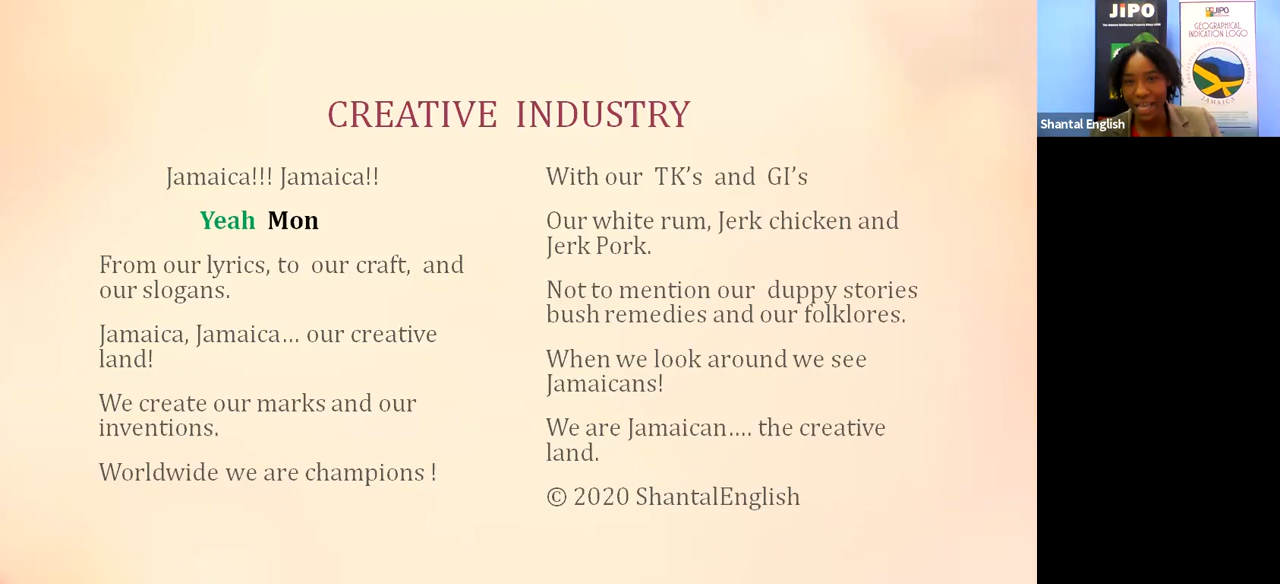 CREATIVE INDUSTRY
Jamaica!!! Jamaica!!
Yeah Mon
From our lyrics, to our craft, and
our slogans.
Jamaica, Jamaica… our creative
land!
We create our marks and our
inventions.
Worldwide we are champions !
With our TK’s and GI’s
Our white rum, Jerk chicken and
Jerk Pork.
Not to mention our duppy stories
bush remedies and our folklores.
When we look around we see
Jamaicans!
We are Jamaican…. the creative
land.
© 2020 ShantalEnglish
JIPO
JIPO
GEOGRAPHICAL
INDICATION LOGO
JAMAICA
Shantal English